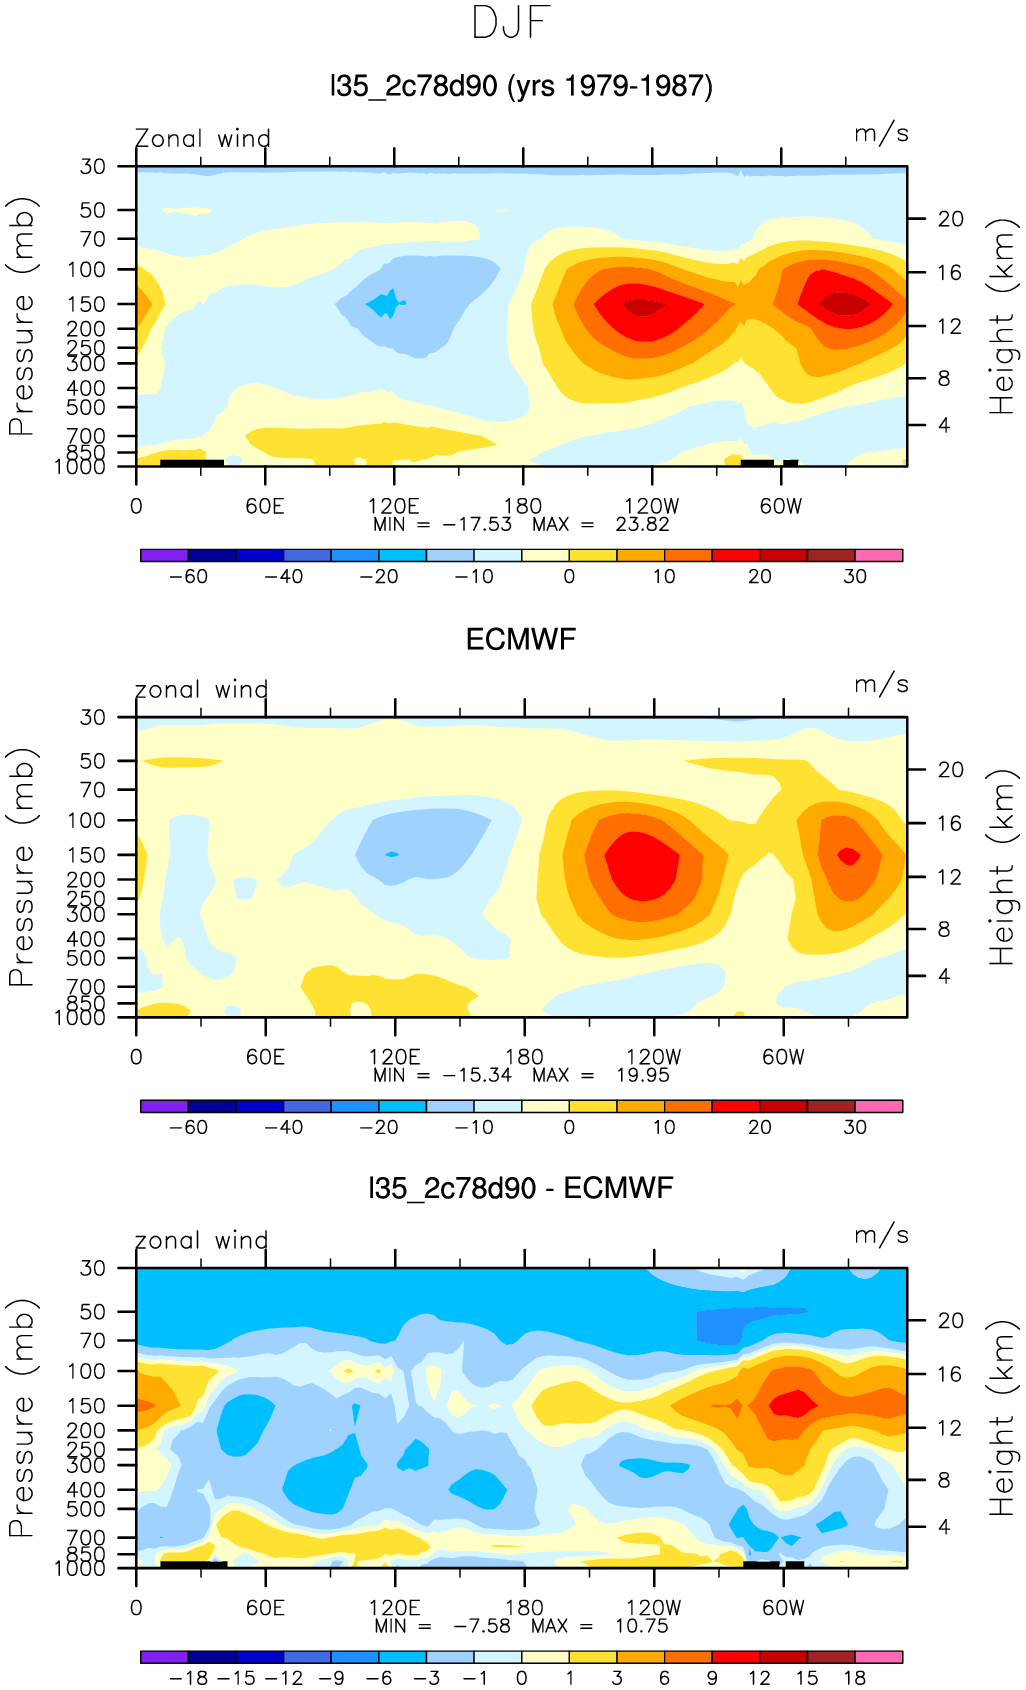 DJF
l35_2c78d90 (yrs 1979-1987)
Zonal wind m/s
Pressure (mb)
30
50
70
100
150
200
250
300
400
500
700
850
1000
20
16
12
8
4
Height (km)
0 60E 120E 180 120W 60W
MIN = -17.53 MAX = 23.82
-60 -40 -20 -10 0 10 20 30
ECMWF
zonal wind m/s
Pressure (mb)
30
50
70
100
150
200
250
300
400
500
700
850
1000
20
16
12
8
4
Height (km)
0 60E 120E 180 120W 60W
MIN = -15.34 MAX = 19.95
-60 -40 -20 -10 0 10 20 30
l35_2c78d90 - ECMWF
zonal wind m/s
Pressure (mb)
30
50
70
100
150
200
250
300
400
500
700
850
1000
20
16
12
8
4
Height (km)
0 60E 120E 180 120W 60W
MIN = -7.58 MAX = 10.75
-18 -15 -12 -9 -6 -3 -1 0 1 3 6 9 12 15 18